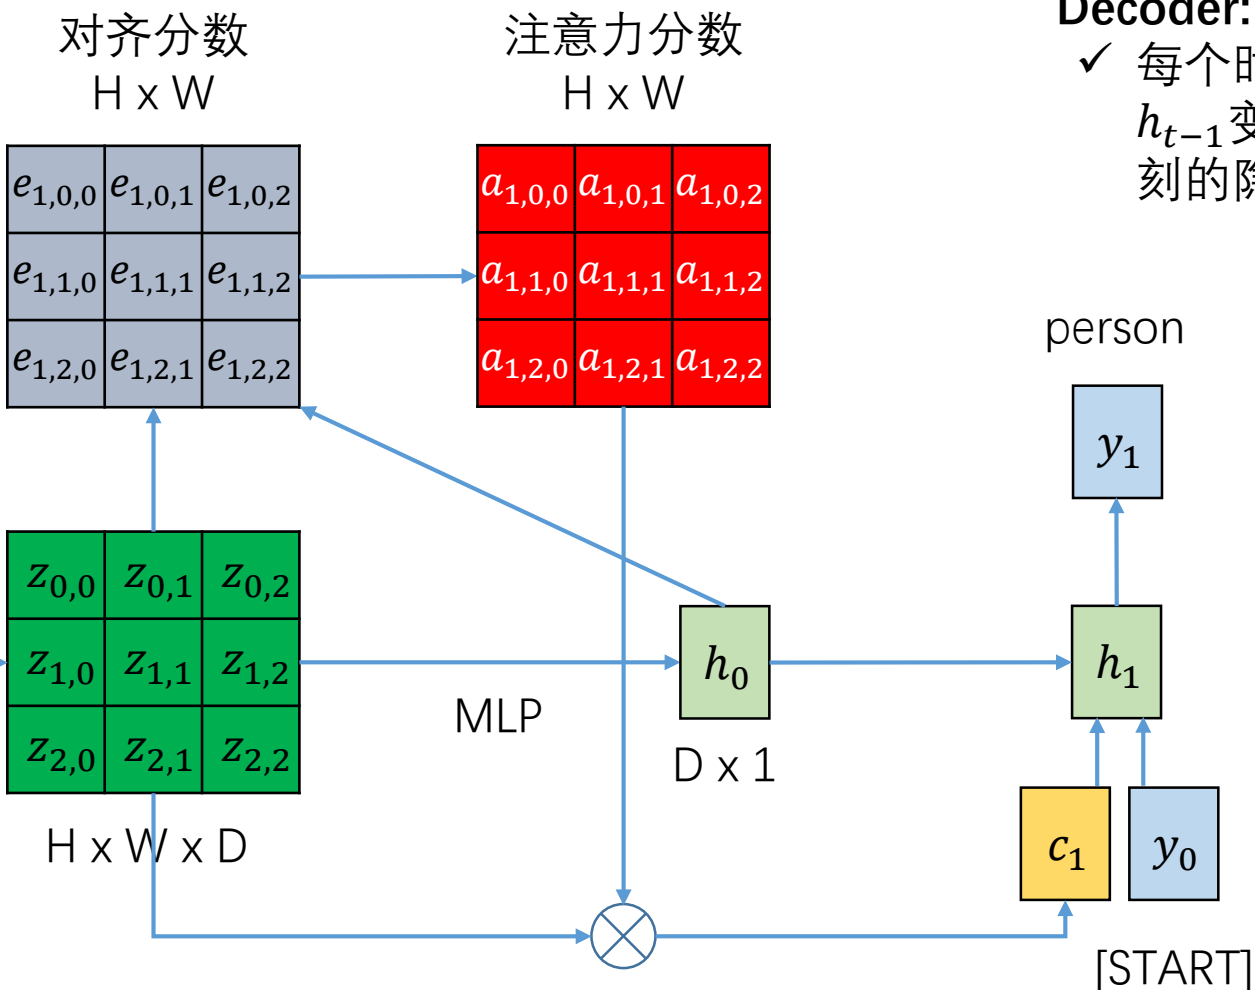 对齐分数
H x W
注意力分数
H x W
Decoder:
✓ 每个时
h_{t−1}变
刻的隐
e_{1,0,0} e_{1,0,1} e_{1,0,2}
e_{1,1,0} e_{1,1,1} e_{1,1,2}
e_{1,2,0} e_{1,2,1} e_{1,2,2}
a_{1,0,0} a_{1,0,1} a_{1,0,2}
a_{1,1,0} a_{1,1,1} a_{1,1,2}
a_{1,2,0} a_{1,2,1} a_{1,2,2}
person
y_1
z_{0,0} z_{0,1} z_{0,2}
z_{1,0} z_{1,1} z_{1,2}
z_{2,0} z_{2,1} z_{2,2}
H x W x D
MLP
h_0
D x 1
h_1
c_1
y_0
[START]